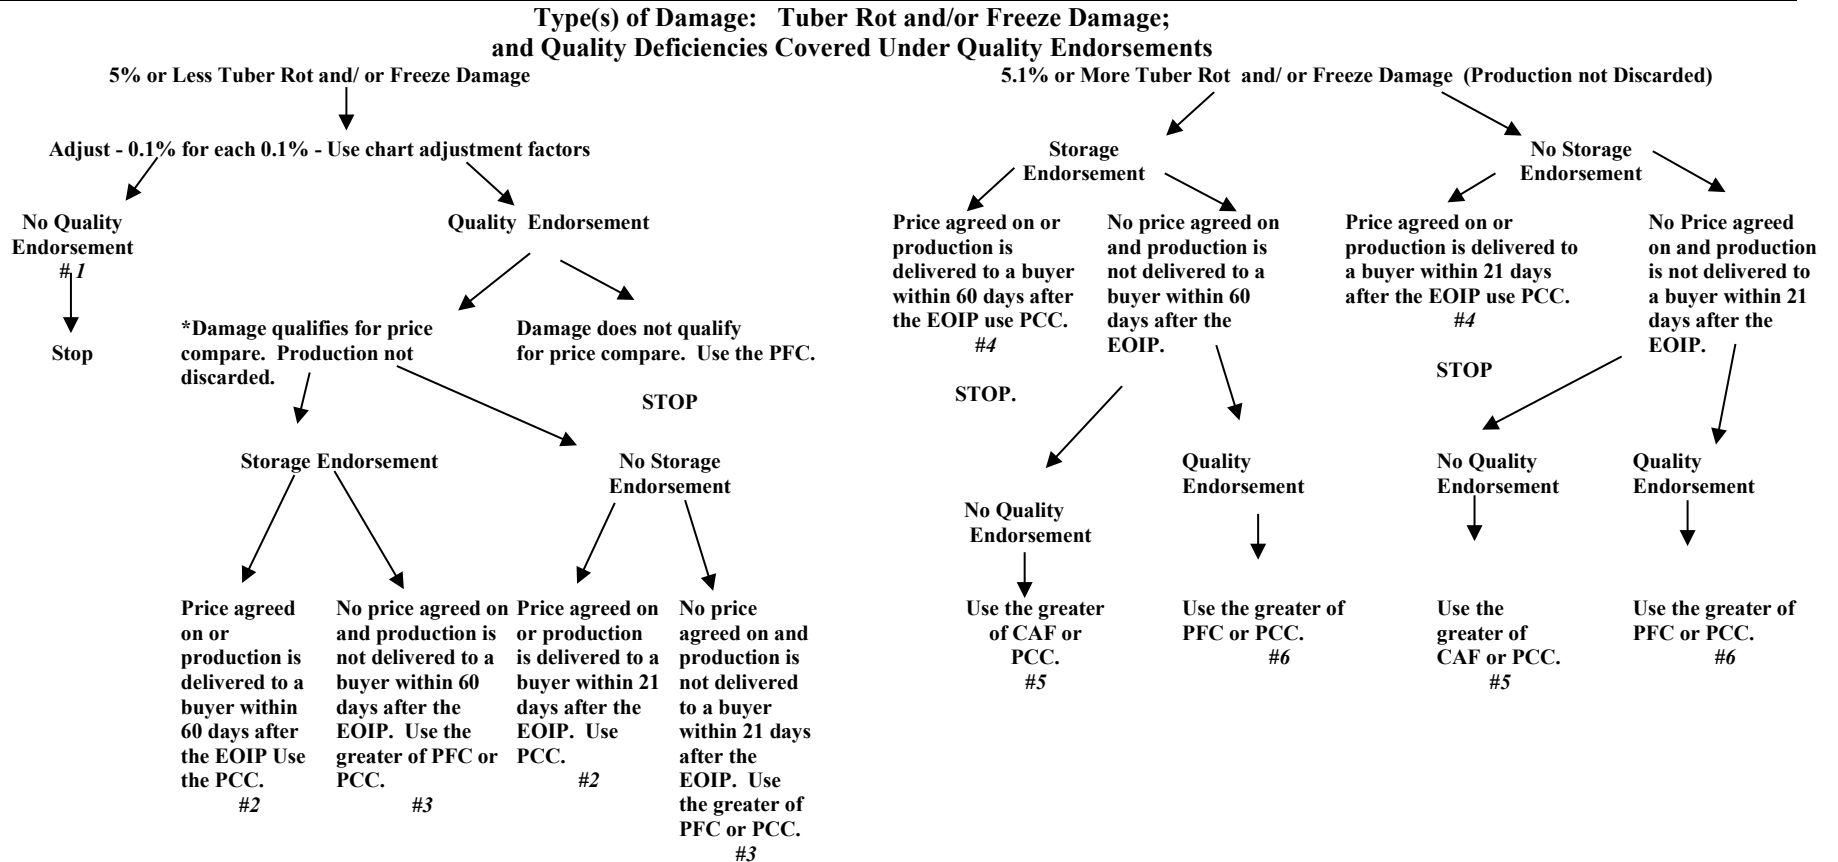 Type(s) of Damage: Tuber Rot and/or Freeze Damage;
and Quality Deficiencies Covered Under Quality Endorsements
5% or Less Tuber Rot and/ or Freeze Damage
Adjust - 0.1% for each 0.1% - Use chart adjustment factors
No Quality
Endorsement
#1
Stop
Quality Endorsement
*Damage qualifies for price
compare. Production not
discarded.
Damage does not qualify
for price compare. Use the PFC.
STOP
Storage Endorsement
No Storage
Endorsement
Price agreed
on or
production is
delivered to a
buyer within
60 days after
the EOIP Use
the PCC.
#2
No price agreed on
and production is
not delivered to a
buyer within 60
days after the
EOIP. Use the
greater of PFC or
PCC.
#3
Price agreed on
or production
is delivered to a
buyer within 21
days after the
EOIP. Use
PCC.
#2
No price
agreed on and
production is
not delivered
to a buyer
within 21 days
after the
EOIP. Use
the greater of
PFC or PCC.
#3
5.1% or More Tuber Rot and/ or Freeze Damage (Production not Discarded)
Storage
Endorsement
Price agreed on or
production is
delivered to a buyer
within 60 days after
the EOIP use PCC.
#4
STOP.
No price agreed on
and production is
not delivered to a
buyer within 60
days after the
EOIP.
No Quality
Endorsement
Use the greater
of CAF or
PCC.
#5
Quality
Endorsement
Use the greater of
PFC or PCC.
#6
No Storage
Endorsement
Price agreed on or
production is delivered to
a buyer within 21 days
after the EOIP use PCC.
#4
STOP
No Price agreed
on and production
is not delivered to
a buyer within 21
days after the
EOIP.
No Quality
Endorsement
Use the
greater of
CAF or PCC.
#5
Quality
Endorsement
Use the greater of
PFC or PCC.
#6